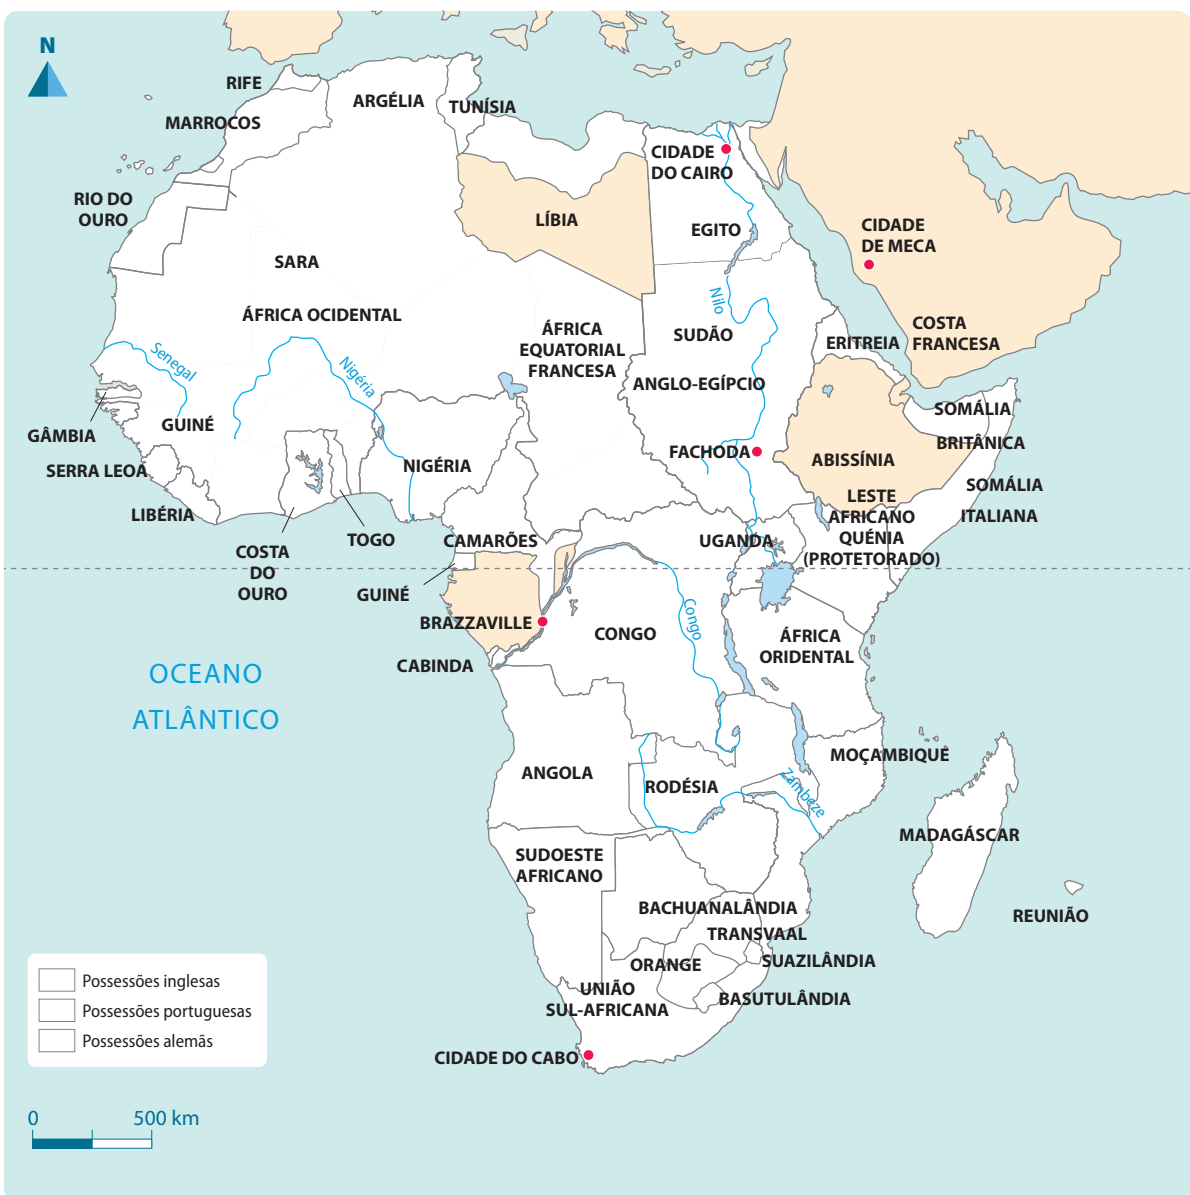 N
RIFE
MARROCOS
ARGÉLIA
TUNÍSIA
CIDADE
DO CAIRO
RIO DO
OURO
LÍBIA
EGITO
CIDADE
DE MECA
SARA
ÁFRICA OCIDENTAL
Nilo
SUDÃO
ÁFRICA
EQUATORIAL
FRANCESA
COSTA
FRANCESA
ERITREIA
Senegal
Nigéria
ANGLO-EGÍPCIO
SOMÁLIA
BRITÂNICA
GÂMBIA
GUINÉ
SERRA LEOA
NIGÉRIA
FACHODA
ABISSÍNIA
SOMÁLIA
ITALIANA
LIBÉRIA
LESTE
AFRICANO
QUÉNIA
(PROTETORADO)
COSTA
DO
OURO
TOGO
CAMARÕES
UGANDA
GUINÉ
BRAZZAVILLE
CONGO
Congo
ÁFRICA
ORIDENTAL
CABINDA
OCEANO
ATLÂNTICO
ANGOLA
RODÉSIA
Zambeze
MOÇAMBIQUE
MADAGÁSCAR
REUNIÃO
SUDOESTE
AFRICANO
BACHUANALÂNDIA
TRANSVAAL
ORANGE
SUAZILÂNDIA
UNIÃO
SUL-AFRICANA
BASUTULÂNDIA
CIDADE DO CABO
Possessões inglesas
Possessões portuguesas
Possessões alemãs
0 500 km